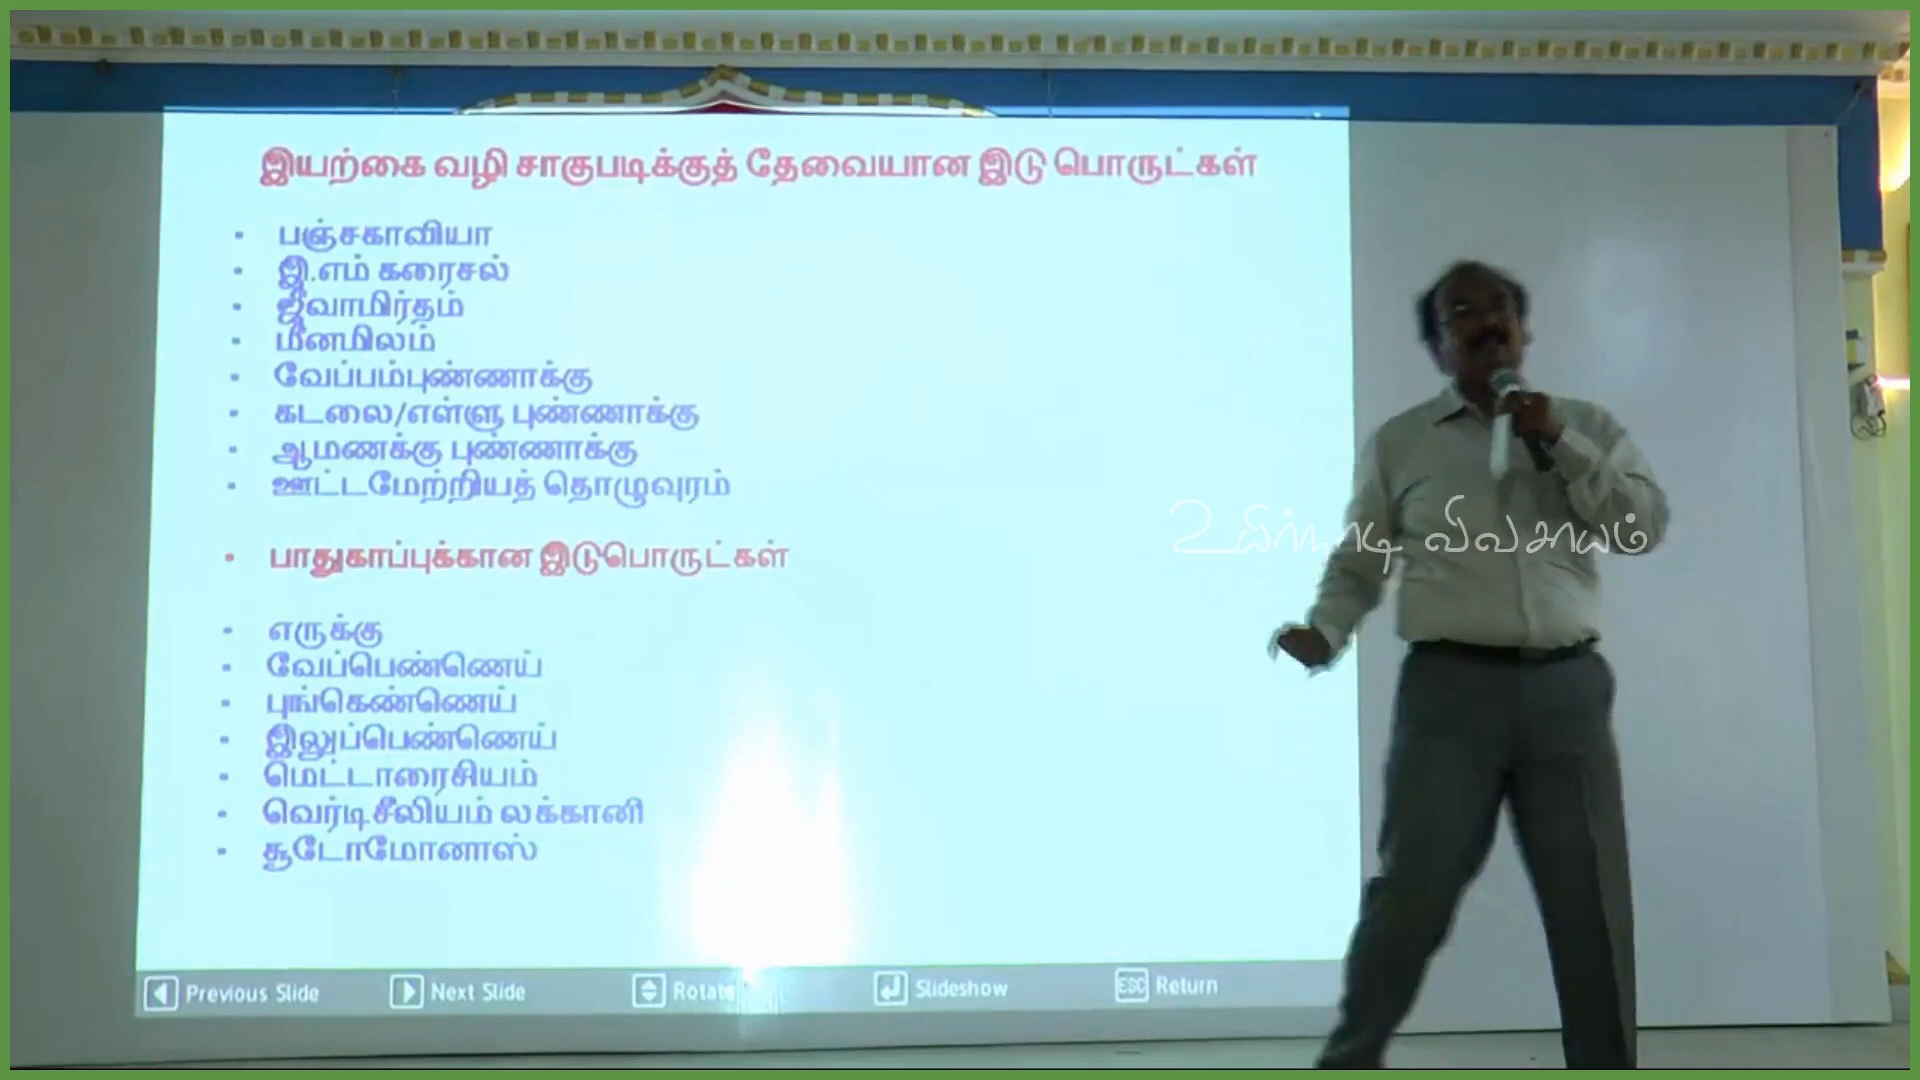 இயற்கை வழி சாகுபடிக்குத் தேவையான இடு பொருட்கள்
• பஞ்சகாவியா
• இ.எம் கரைசல்
• ஜீவாமிர்தம்
• மீனமிலம்
• வேப்பம்புண்ணாக்கு
• கடலை/எள்ளு புண்ணாக்கு
• ஆமணக்கு புண்ணாக்கு
• ஊட்டமேற்றியத் தொழுவுரம்
• பாதுகாப்புக்கான இடுபொருட்கள்
• எருக்கு
• வேப்பெண்ணெய்
• புங்கெண்ணெய்
• இலுப்பெண்ணெய்
• மெட்டாரைசியம்
• வெர்டிசீலியம் லக்கானி
• சூடோமோனாஸ்
உயிர்நாடி விவசாயம்
Previous Slide Next Slide Rotate Slideshow ESC Return